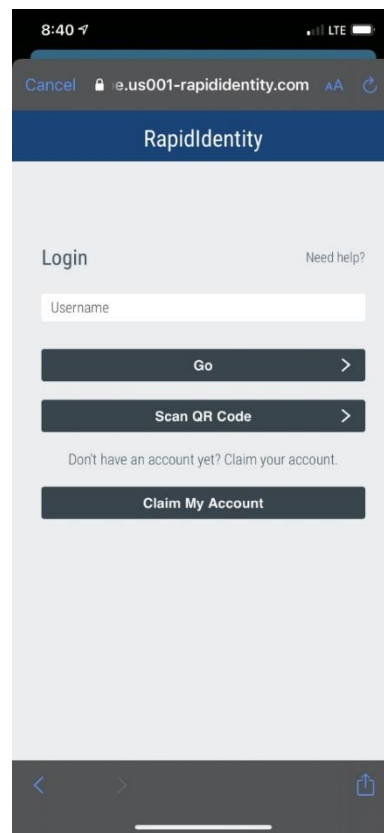 8:40 LTE
Cancel e.us001-rapididentity.com AA
RapidIdentity
Login Need help?
Username
Go
Scan QR Code
Don't have an account yet? Claim your account.
Claim My Account